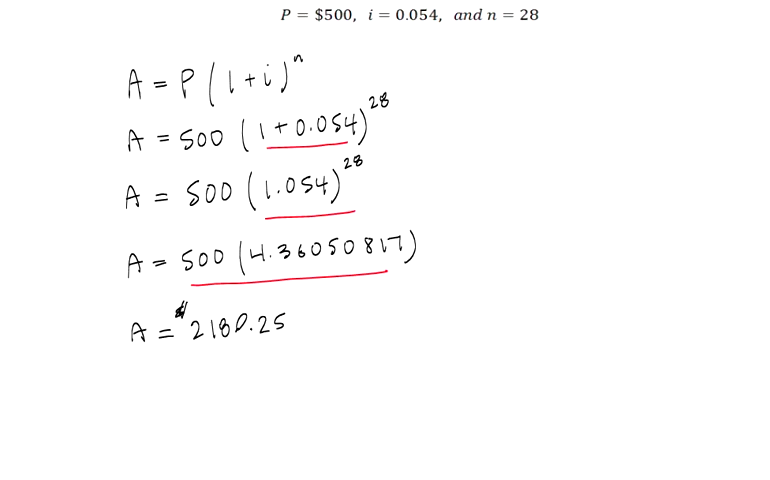 P = $500, i = 0.054, and n = 28
A = P(1+i)^n
A = 500 (1+0.054)^28
A = 500 (1.054)^28
A = 500 (4.36050817)
A = $2180.25